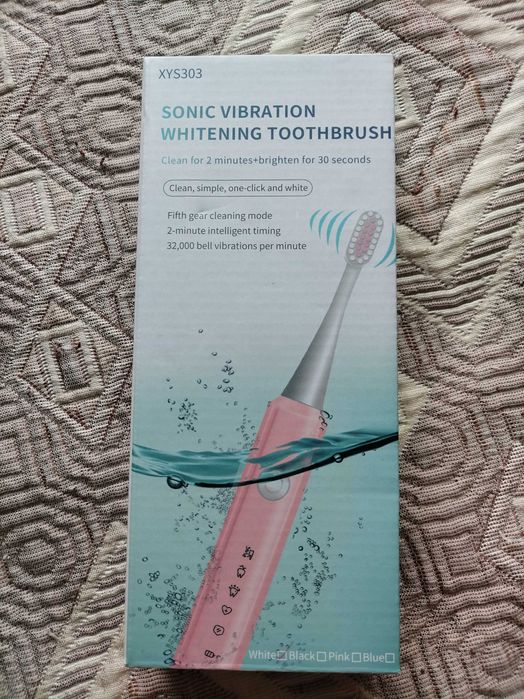 XYS303
SONIC VIBRATION
WHITENING TOOTHBRUSH
Clean for 2 minutes+brighten for 30 seconds
Clean, simple, one-click and white
Fifth gear cleaning mode
2-minute intelligent timing
32,000 bell vibrations per minute
White☑ Black☐ Pink☐ Blue☐